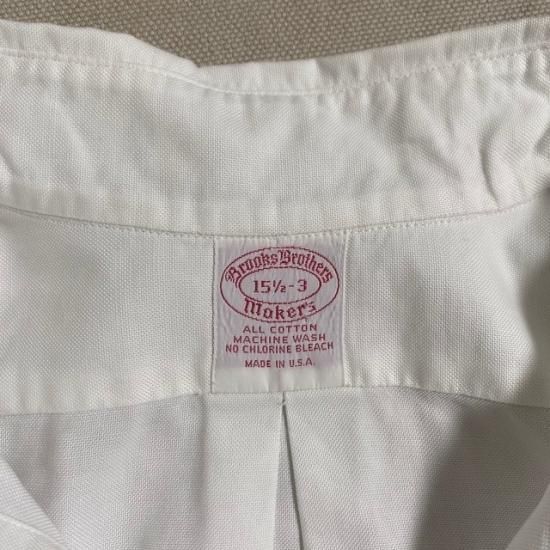 Brooks Brothers
15½-3
Makers
ALL COTTON
MACHINE WASH
NO CHLORINE BLEACH
MADE IN U.S.A.